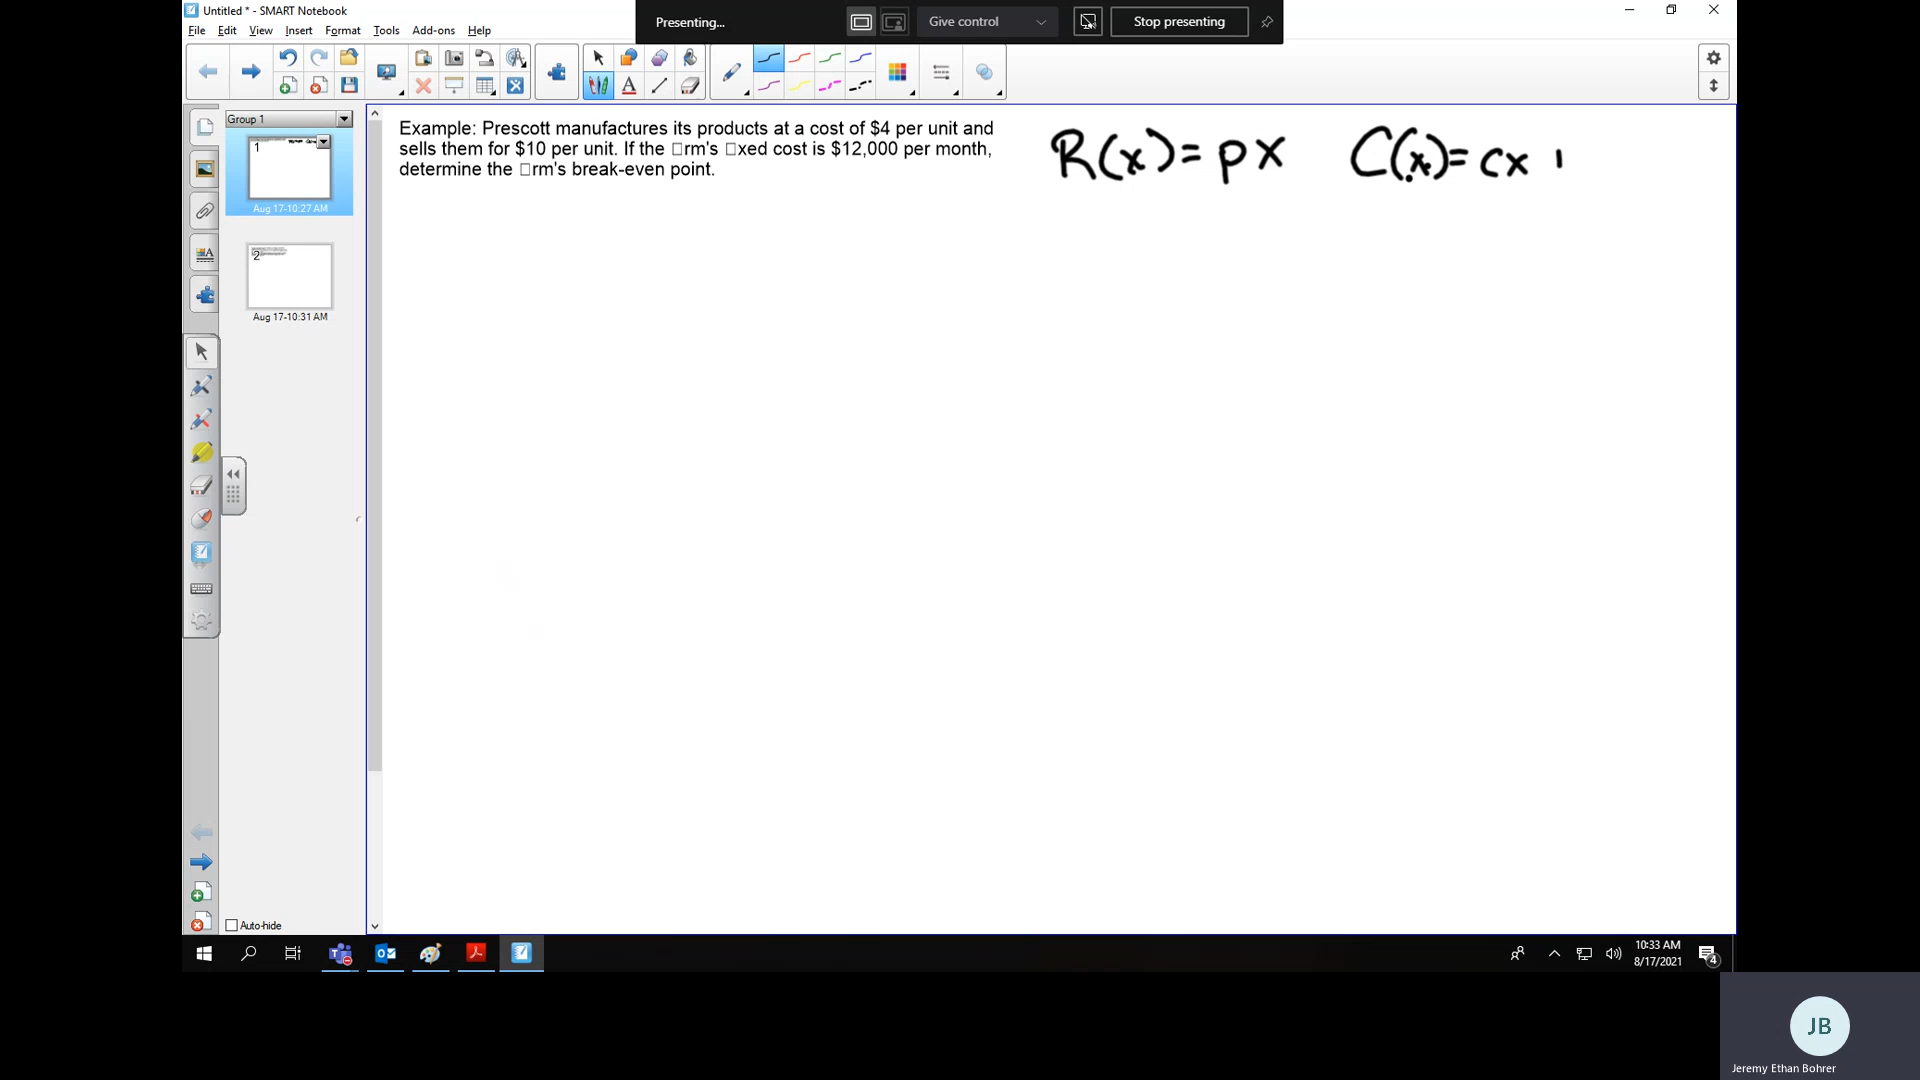 Untitled * - SMART Notebook
Presenting...
Give control
Stop presenting
File Edit View Insert Format Tools Add-ons Help
Group 1
1
Aug 17-10:27 AM
2
Aug 17-10:31 AM
Auto-hide
Example: Prescott manufactures its products at a cost of $4 per unit and
sells them for $10 per unit. If the □rm's □xed cost is $12,000 per month,
determine the □rm's break-even point.
R(x)= px C(x)= cx
10:33 AM
8/17/2021
4
JB
Jeremy Ethan Bohrer